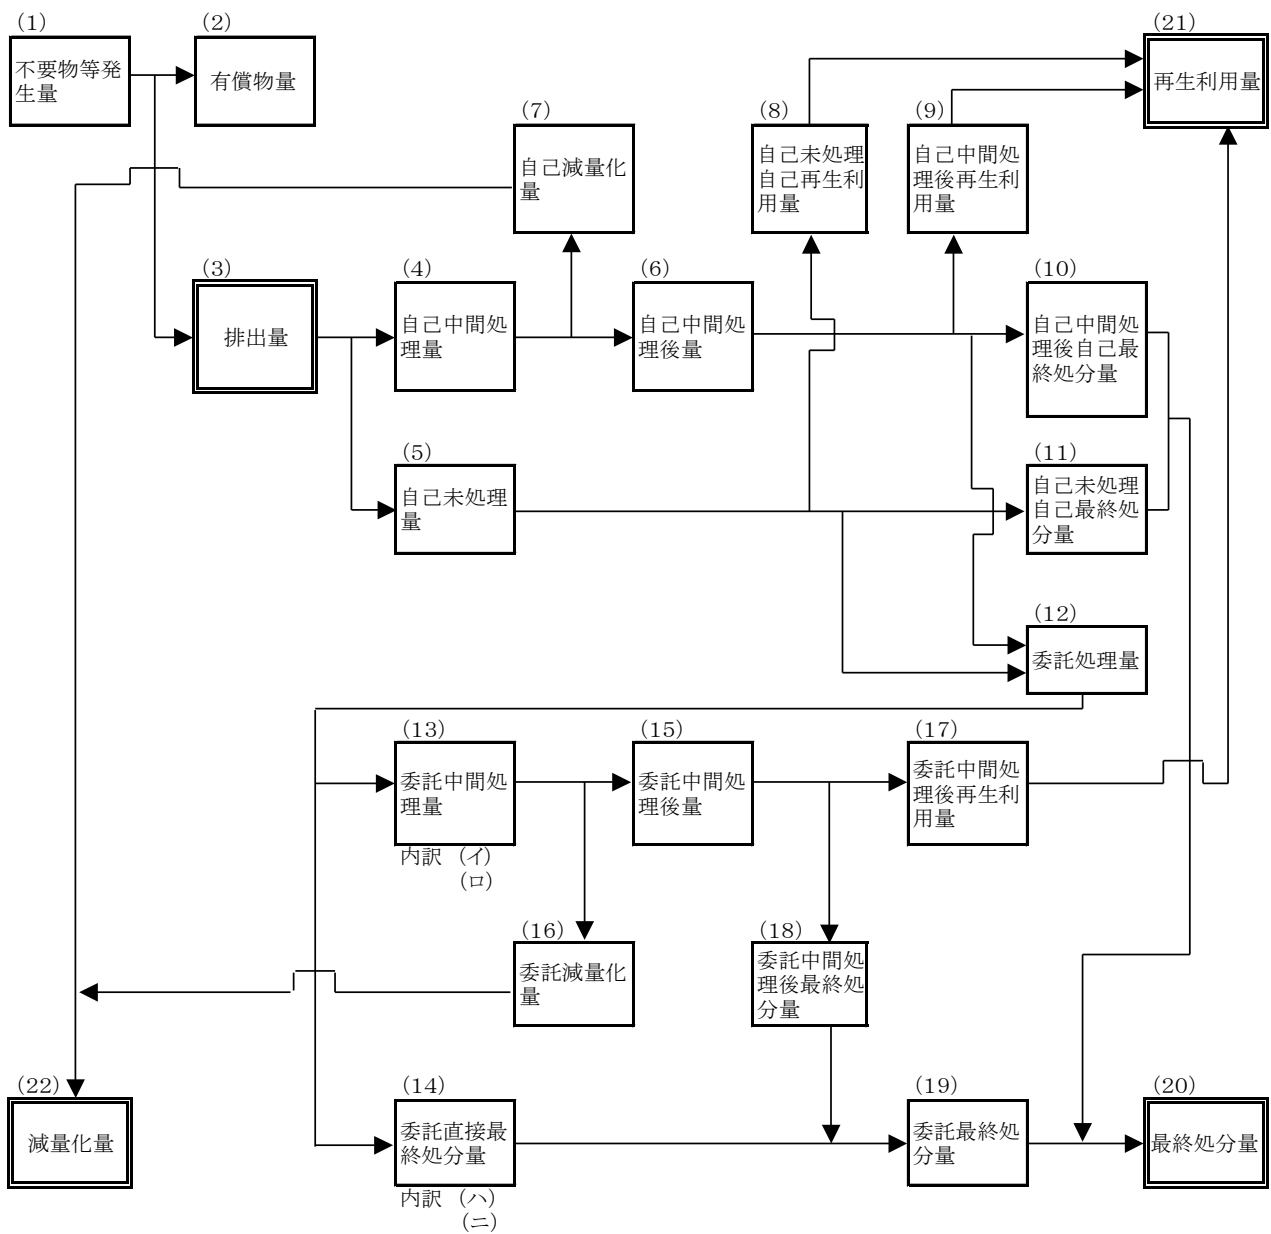 （1）
不要物等発
生量
（2）
有償物量
（21）
再生利用量
（7）
自己減量化
量
（8）
自己未処理
自己再生利
用量
（9）
自己中間処
理後再生利
用量
（3）
排出量
（4）
自己中間処
理量
（6）
自己中間処
理後量
（10）
自己中間処
理後自己最
終処分量
（5）
自己未処理
量
（11）
自己未処理
自己最終処
分量
（12）
委託処理量
（13）
委託中間処
理量
内訳 （イ）
（ロ）
（15）
委託中間処
理後量
（17）
委託中間処
理後再生利
用量
（16）
委託減量化
量
（18）
委託中間処
理後最終処
分量
（22）
減量化量
（14）
委託直接最
終処分量
内訳 （ハ）
（ニ）
（19）
委託最終処
分量
（20）
最終処分量